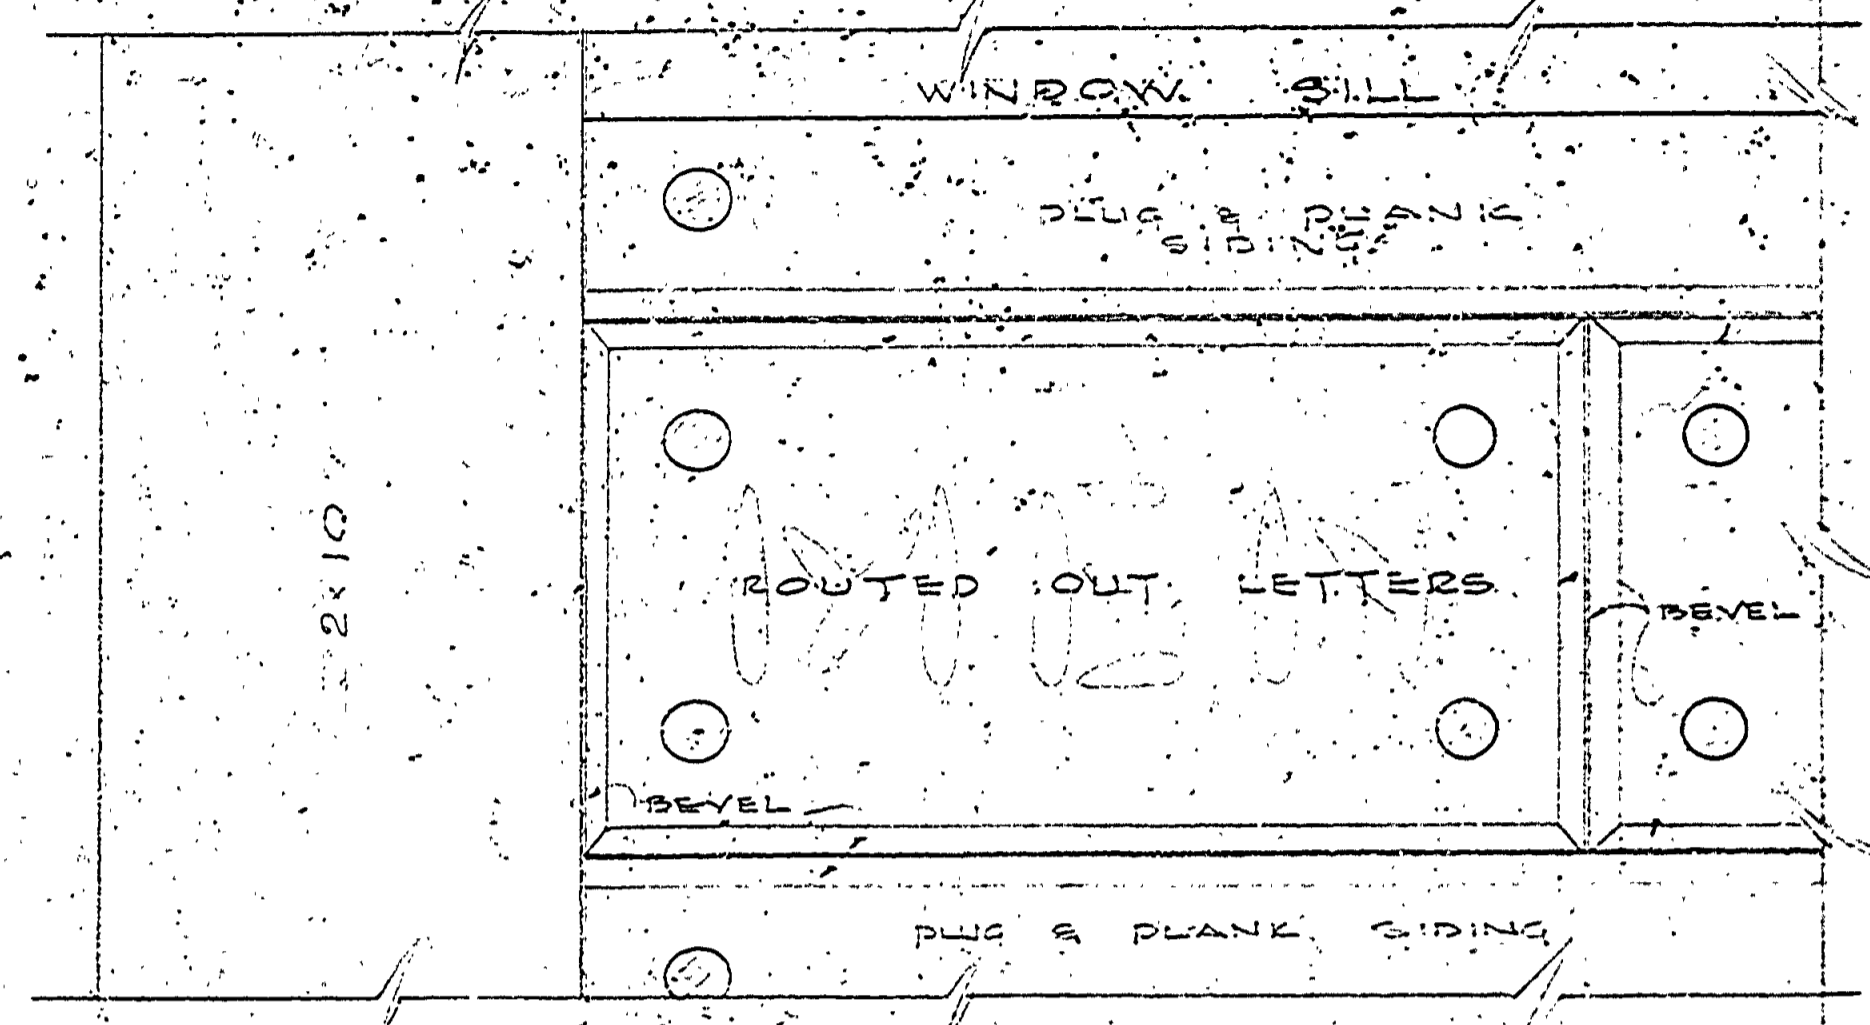 WINDOW SILL
PLUG & PLANK
SIDING
2x10
ROUTED OUT LETTERS
BEVEL
BEVEL
PLUG & PLANK SIDING